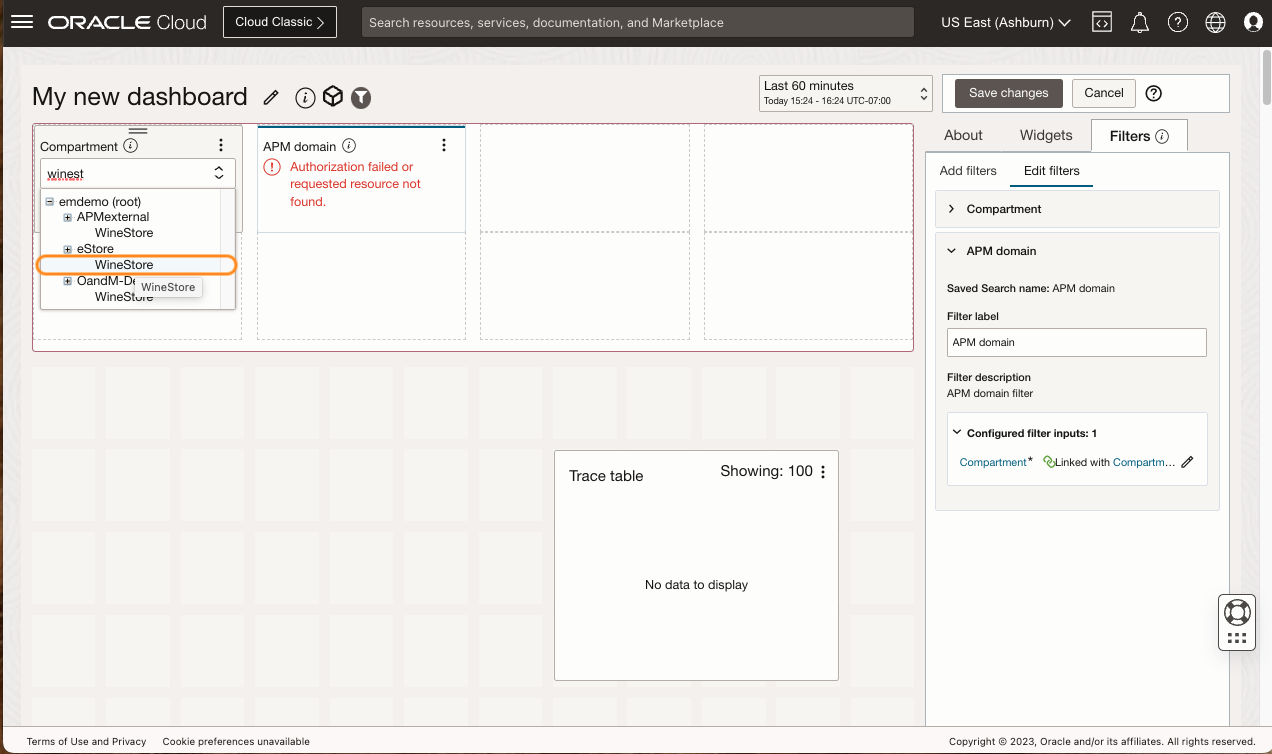 ORACLE Cloud
Cloud Classic
Search resources, services, documentation, and Marketplace
US East (Ashburn)
My new dashboard
Last 60 minutes
Today 15:24 - 16:24 UTC-07:00
Save changes
Cancel
Compartment
winest
emdemo (root)
APMexternal
WineStore
eStore
WineStore
OandM-De
WineStore
WineStore
APM domain
Authorization failed or
requested resource not
found.
Trace table
Showing: 100
No data to display
About
Widgets
Filters
Add filters
Edit filters
Compartment
APM domain
Saved Search name: APM domain
Filter label
APM domain
Filter description
APM domain filter
Configured filter inputs: 1
Compartment* Linked with Compartm...
Terms of Use and Privacy
Cookie preferences unavailable
Copyright © 2023, Oracle and/or its affiliates. All rights reserved.